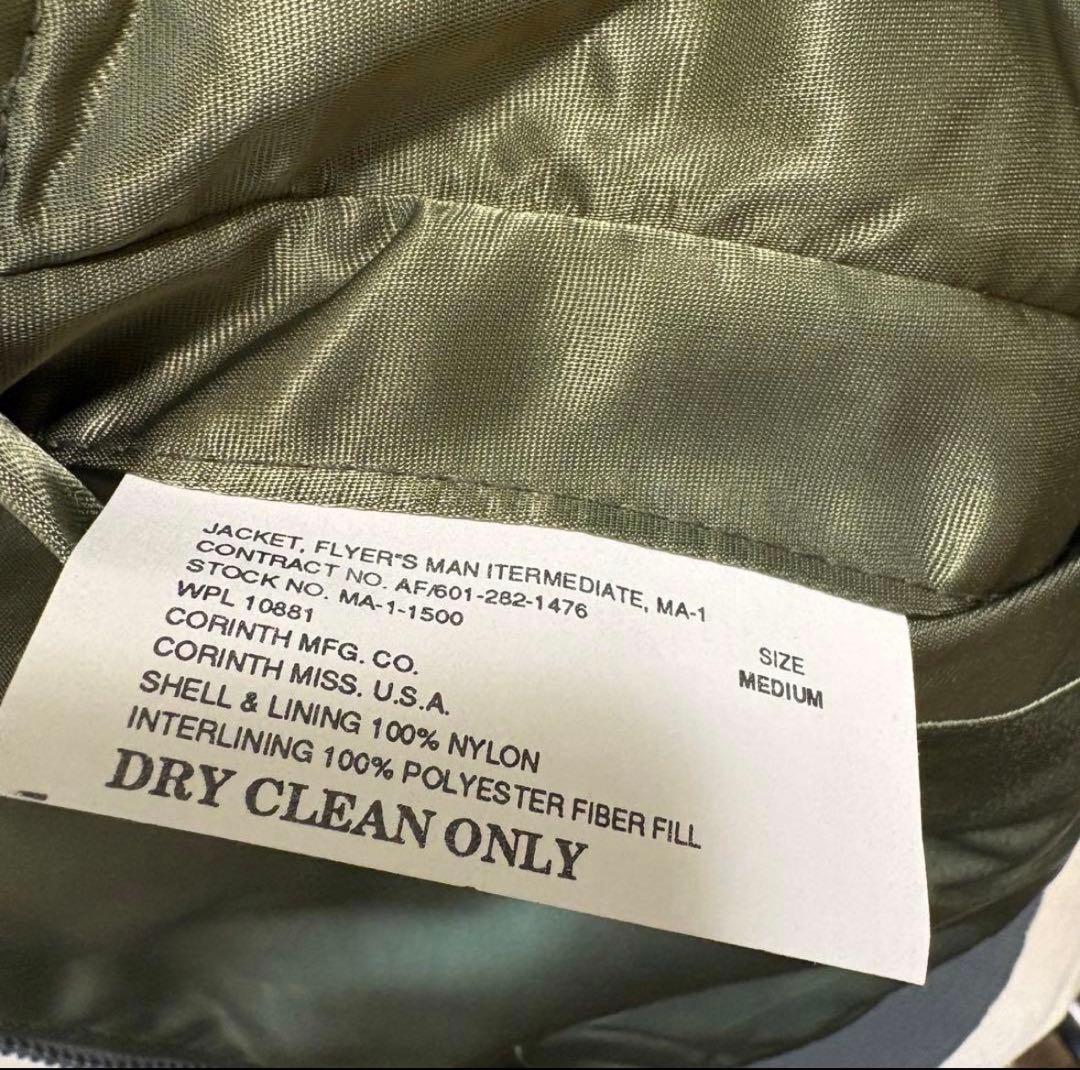 JACKET, FLYER"S MAN ITERMEDIATE, MA-1
CONTRACT NO. AF/601-282-1476
STOCK NO. MA-1-1500
WPL 10881
CORINTH MFG. CO.
CORINTH MISS. U.S.A.
SHELL & LINING 100% NYLON
INTERLINING 100% POLYESTER FIBER FILL
DRY CLEAN ONLY
SIZE
MEDIUM